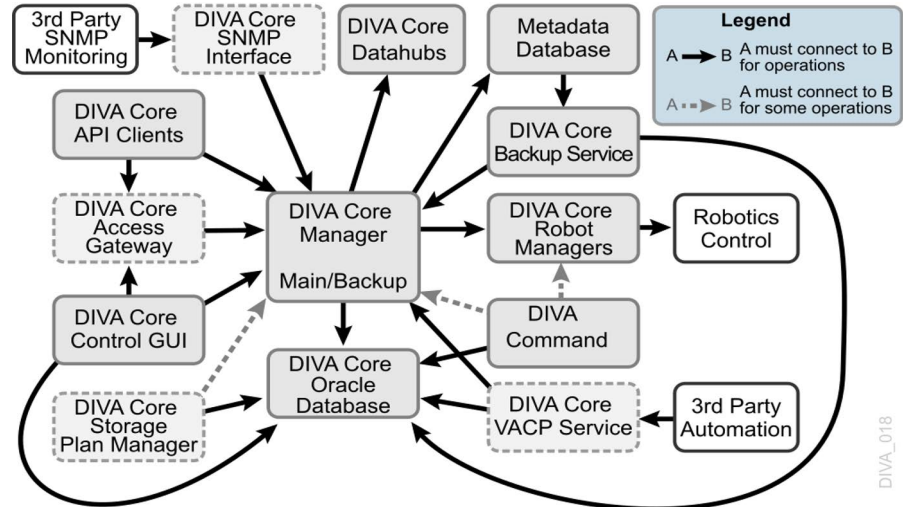 3rd Party
SNMP
Monitoring
DIVA Core
SNMP
Interface
DIVA Core
Datahubs
Metadata
Database
Legend
A
B
A must connect to B
for operations
A
B
A must connect to B
for some operations
DIVA Core
API Clients
DIVA Core
Backup Service
DIVA Core
Access
Gateway
DIVA Core
Manager
Main/Backup
DIVA Core
Robot
Managers
Robotics
Control
DIVA Core
Control GUI
DIVA
Command
DIVA Core
Storage
Plan Manager
DIVA Core
Oracle
Database
DIVA Core
VACP Service
3rd Party
Automation
DIVA_018